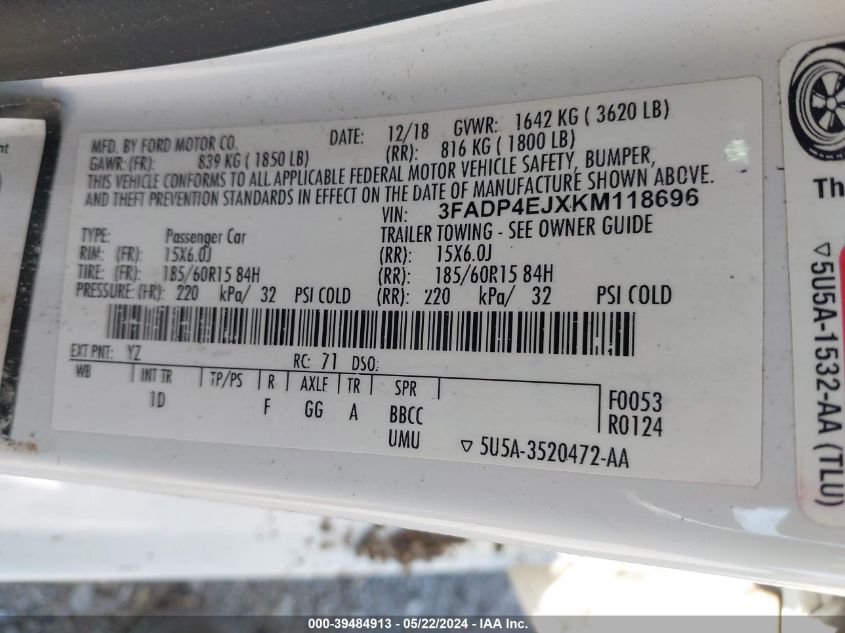 MFD. BY FORD MOTOR CO.
DATE: 12/18 GVWR: 1642 KG ( 3620 LB)
GAWR: (FR): 839 KG ( 1850 LB) (RR): 816 KG ( 1800 LB)
THIS VEHICLE CONFORMS TO ALL APPLICABLE FEDERAL MOTOR VEHICLE SAFETY, BUMPER,
AND THEFT PREVENTION STANDARDS IN EFFECT ON THE DATE OF MANUFACTURE SHOWN ABOVE.
VIN: 3FADP4EJXKM118696
TYPE: Passenger Car TRAILER TOWING - SEE OWNER GUIDE
RIM: (FR): 15X6.0J (RR): 15X6.0J
TIRE: (FR): 185/60R15 84H (RR): 185/60R15 84H
PRESSURE: (FR): 220 kPa/ 32 PSI COLD (RR): 220 kPa/ 32 PSI COLD
EXT PNT: YZ RC: 71 DSO:
WB INT TR TP/PS R AXLE TR SPR
1D F GG A BBCC
UMU
F0053
R0124
▽ 5U5A-3520472-AA
Th
▽ 5U5A-1532-AA (TLU)
000-39484913 - 05/22/2024 - IAA Inc.